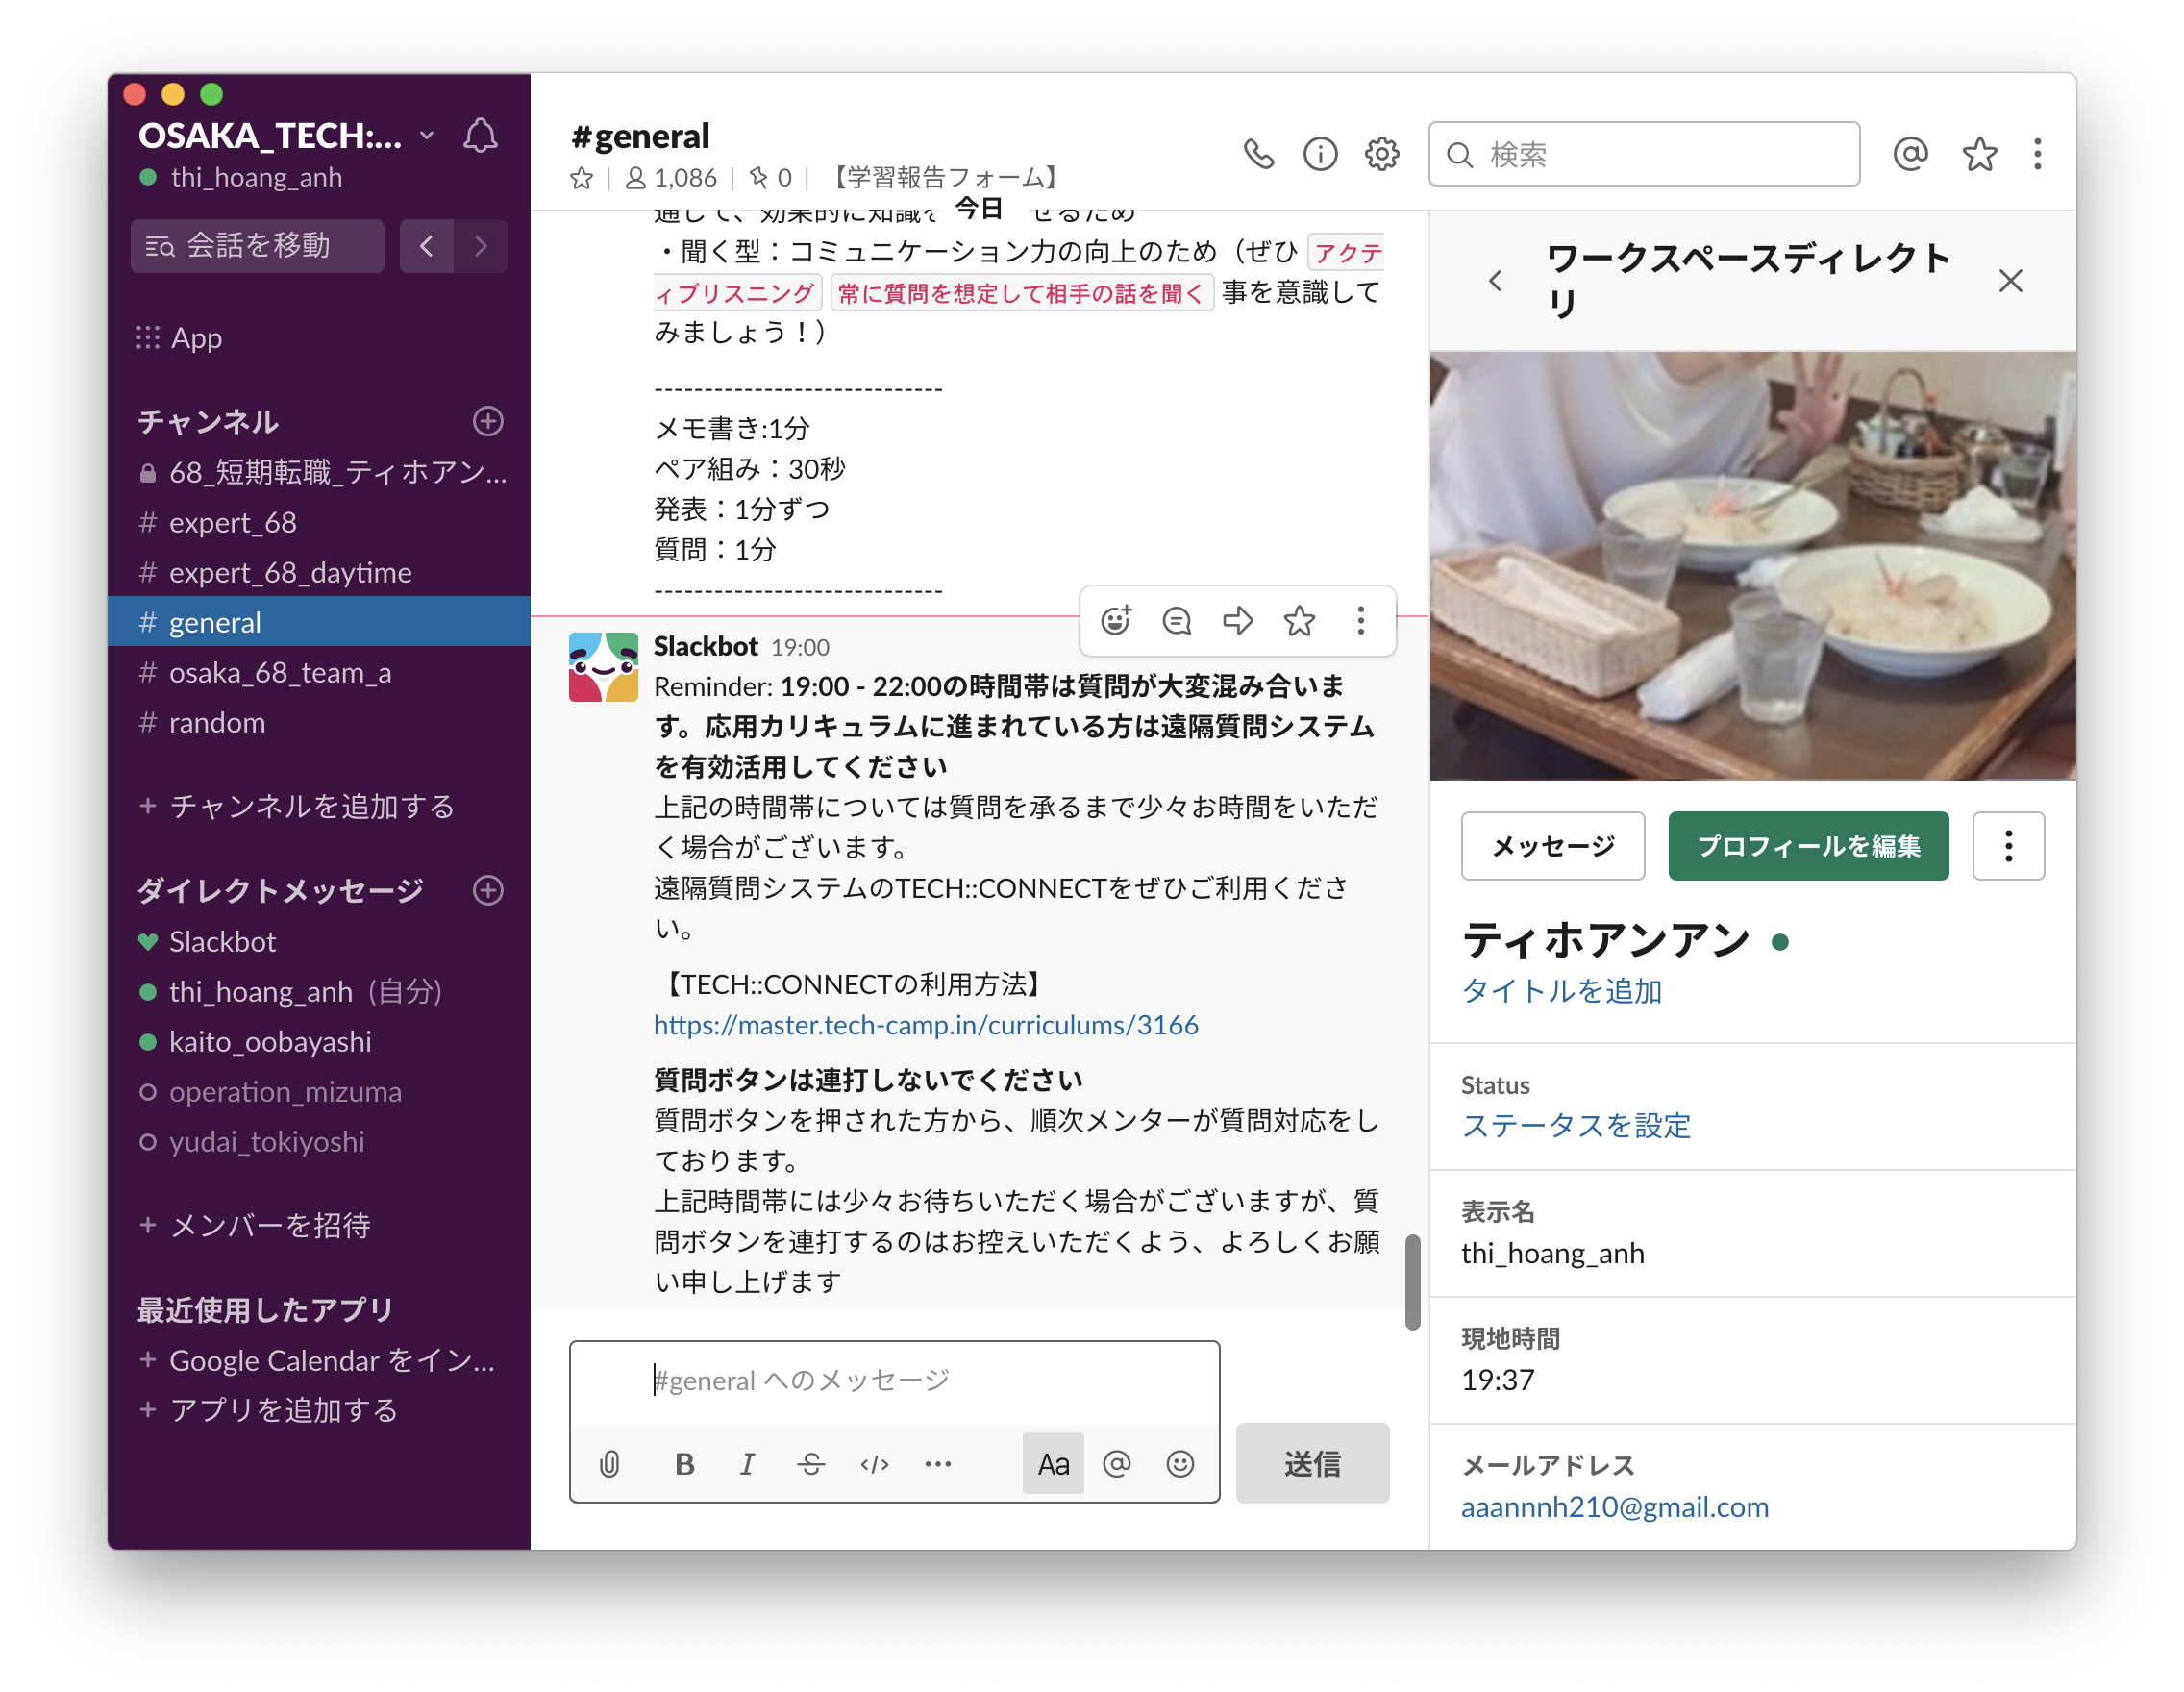 OSAKA_TECH:...
thi_hoang_anh
会話を移動
App
チャンネル
68_短期転職_ティホアン...
# expert_68
# expert_68_daytime
# general
# osaka_68_team_a
# random
+ チャンネルを追加する
ダイレクトメッセージ
Slackbot
thi_hoang_anh (自分)
kaito_oobayashi
operation_mizuma
yudai_tokiyoshi
+ メンバーを招待
最近使用したアプリ
+ Google Calendar をイン...
+ アプリを追加する
#general
1,086 | 0 | 【学習報告フォーム】
検索
今日
通して、効果的に知識を
せるため
・聞く型：コミュニケーション力の向上のため（ぜひ アクテ
ィブリスニング 常に質問を想定して相手の話を聞く 事を意識して
みましょう！）
-----------------------------
メモ書き:1分
ペア組み：30秒
発表：1分ずつ
質問：1分
-----------------------------
Slackbot 19:00
Reminder: 19:00 - 22:00の時間帯は質問が大変混み合いま
す。応用カリキュラムに進まれている方は遠隔質問システム
を有効活用してください
上記の時間帯については質問を承るまで少々お時間をいただ
く場合がございます。
遠隔質問システムのTECH::CONNECTをぜひご利用くださ
い。
【TECH::CONNECTの利用方法】
https://master.tech-camp.in/curriculums/3166
質問ボタンは連打しないでください
質問ボタンを押された方から、順次メンターが質問対応をし
ております。
上記時間帯には少々お待ちいただく場合がございますが、質
問ボタンを連打するのはお控えいただくよう、よろしくお願
い申し上げます
#general へのメッセージ
B I S </> ... Aa @
送信
ワークスペースディレクト
リ
メッセージ
プロフィールを編集
ティホアンアン
タイトルを追加
Status
ステータスを設定
表示名
thi_hoang_anh
現地時間
19:37
メールアドレス
aaannnh210@gmail.com